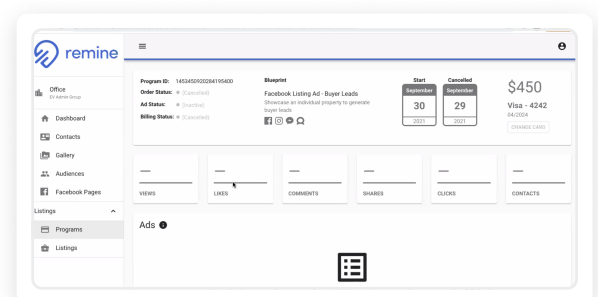 remine
Office
EV Admin Group
Dashboard
Contacts
Gallery
Audiences
Facebook Pages
Listings
Programs
Listings
Program ID: 1453450920284195400
Order Status: (Cancelled)
Ad Status: (Inactive)
Billing Status: (Cancelled)
Blueprint
Facebook Listing Ad - Buyer Leads
Showcase an individual property to generate
buyer leads
Start
September
30
2021
Cancelled
September
29
2021
$450
Visa - 4242
04/2024
CHANGE CARD
VIEWS
LIKES
COMMENTS
SHARES
CLICKS
CONTACTS
Ads